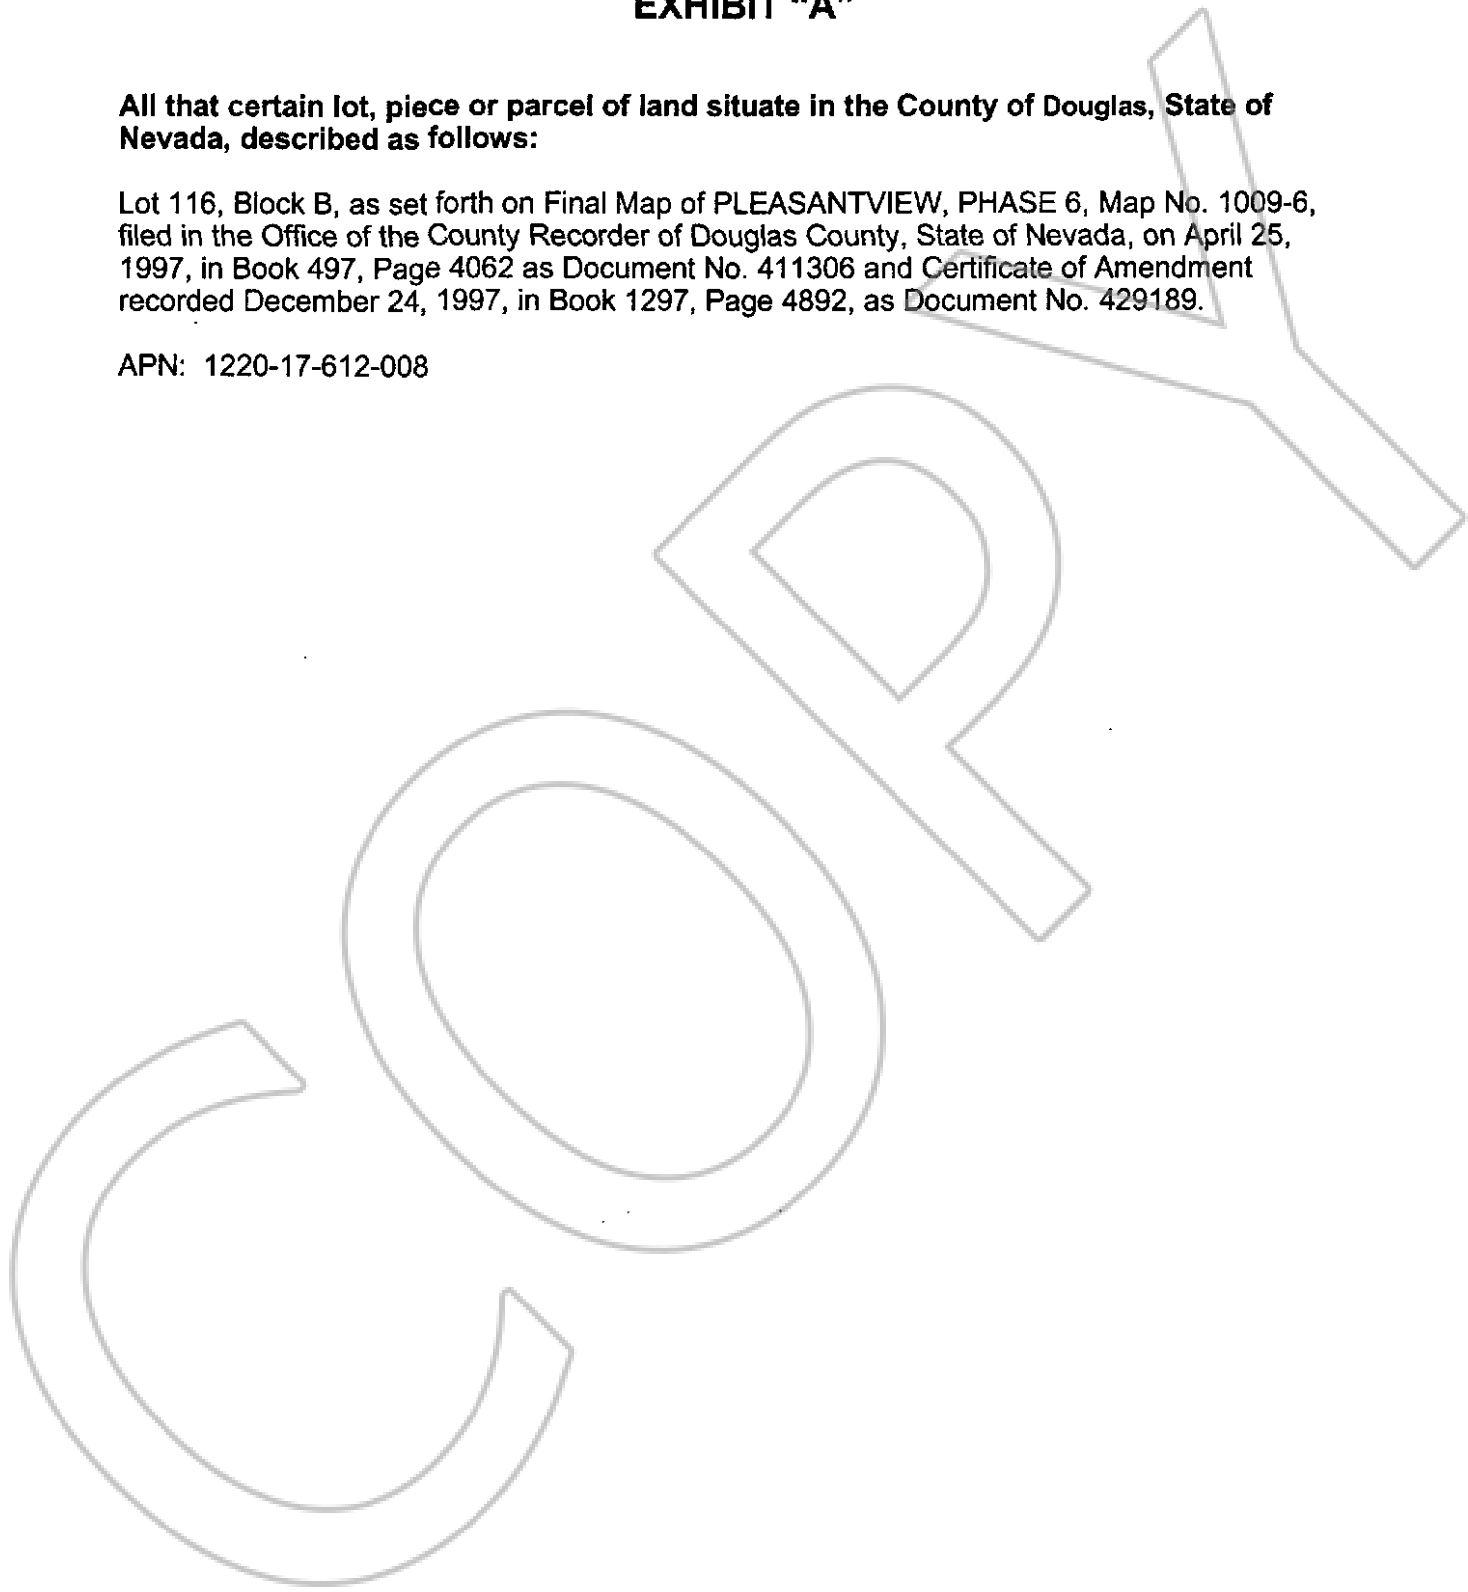 EXHIBIT "A"
All that certain lot, piece or parcel of land situate in the County of Douglas, State of
Nevada, described as follows:
Lot 116, Block B, as set forth on Final Map of PLEASANTVIEW, PHASE 6, Map No. 1009-6,
filed in the Office of the County Recorder of Douglas County, State of Nevada, on April 25,
1997, in Book 497, Page 4062 as Document No. 411306 and Certificate of Amendment
recorded December 24, 1997, in Book 1297, Page 4892, as Document No. 429189.
APN: 1220-17-612-008
COPY